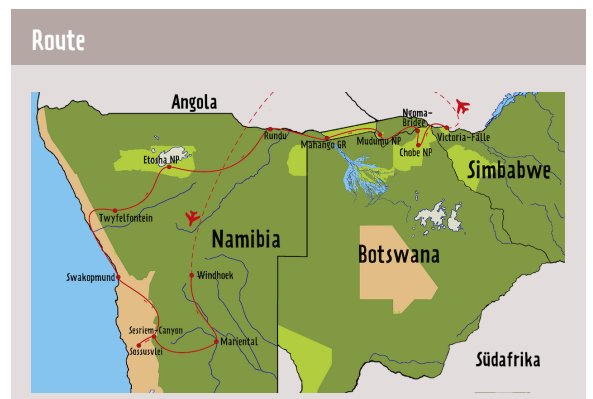 Route
Angola
Ngoma-
Bridge
Rundu
Mahango GR
Mudumu NP
Victoria-Fälle
Chobe NP
Etosha NP
Simbabwe
Twyfelfontein
Namibia
Botswana
Swakopmund
Windhoek
Sesriem-Canyon
Mariental
Sossusvlei
Südafrika